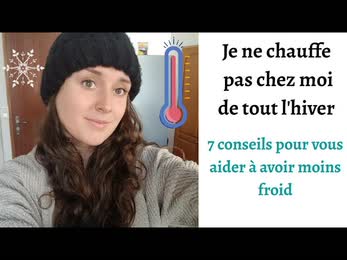 Je ne chauffe
pas chez moi
de tout l'hiver
7 conseils pour vous
aider à avoir moins
froid